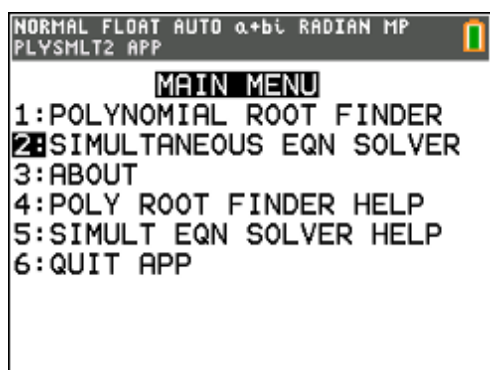 NORMAL FLOAT AUTO a+bi RADIAN MP
PLYSMLT2 APP
MAIN MENU
1:POLYNOMIAL ROOT FINDER
2:SIMULTANEOUS EQN SOLVER
3:ABOUT
4:POLY ROOT FINDER HELP
5:SIMULT EQN SOLVER HELP
6:QUIT APP